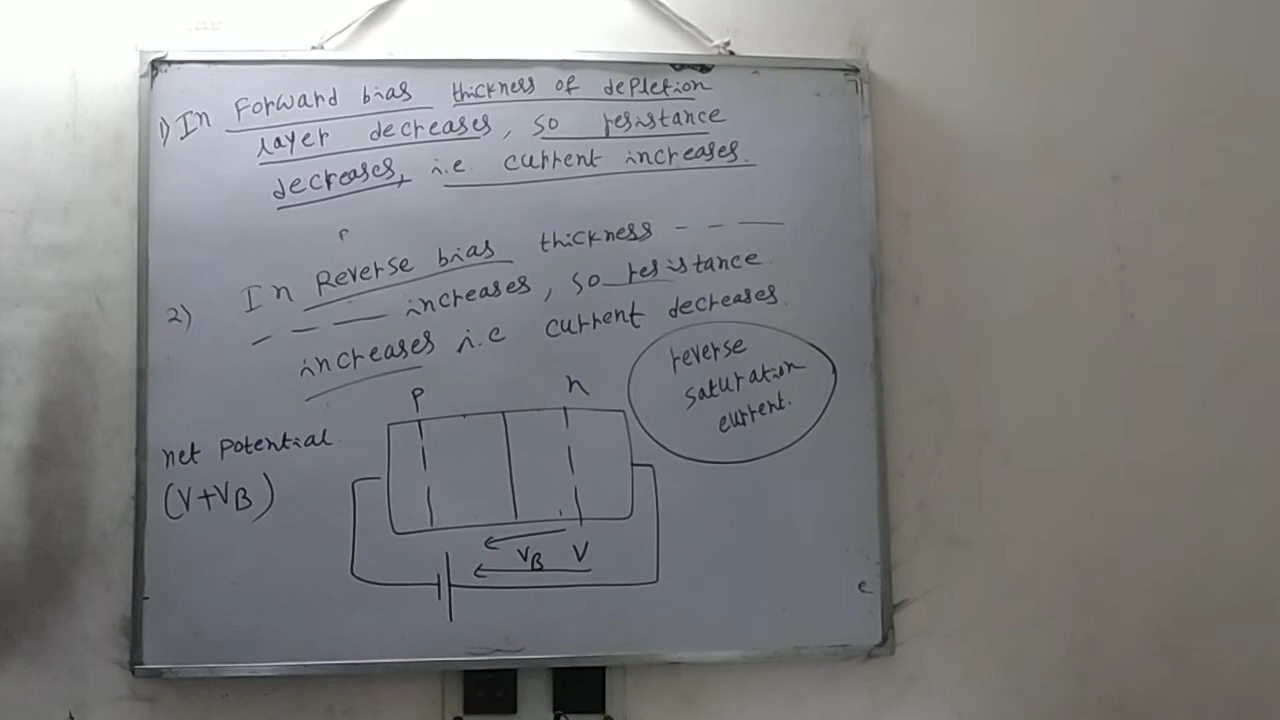 1) In Forward bias thickness of depletion
layer decreases, so resistance
decreases, i.e. current increases.
P
2) In Reverse bias thickness - - —
- - — increases, so resistance
increases i.e current decreases.
reverse
saturation
current.
P n
net potential.
(V+VB)
VB V
e